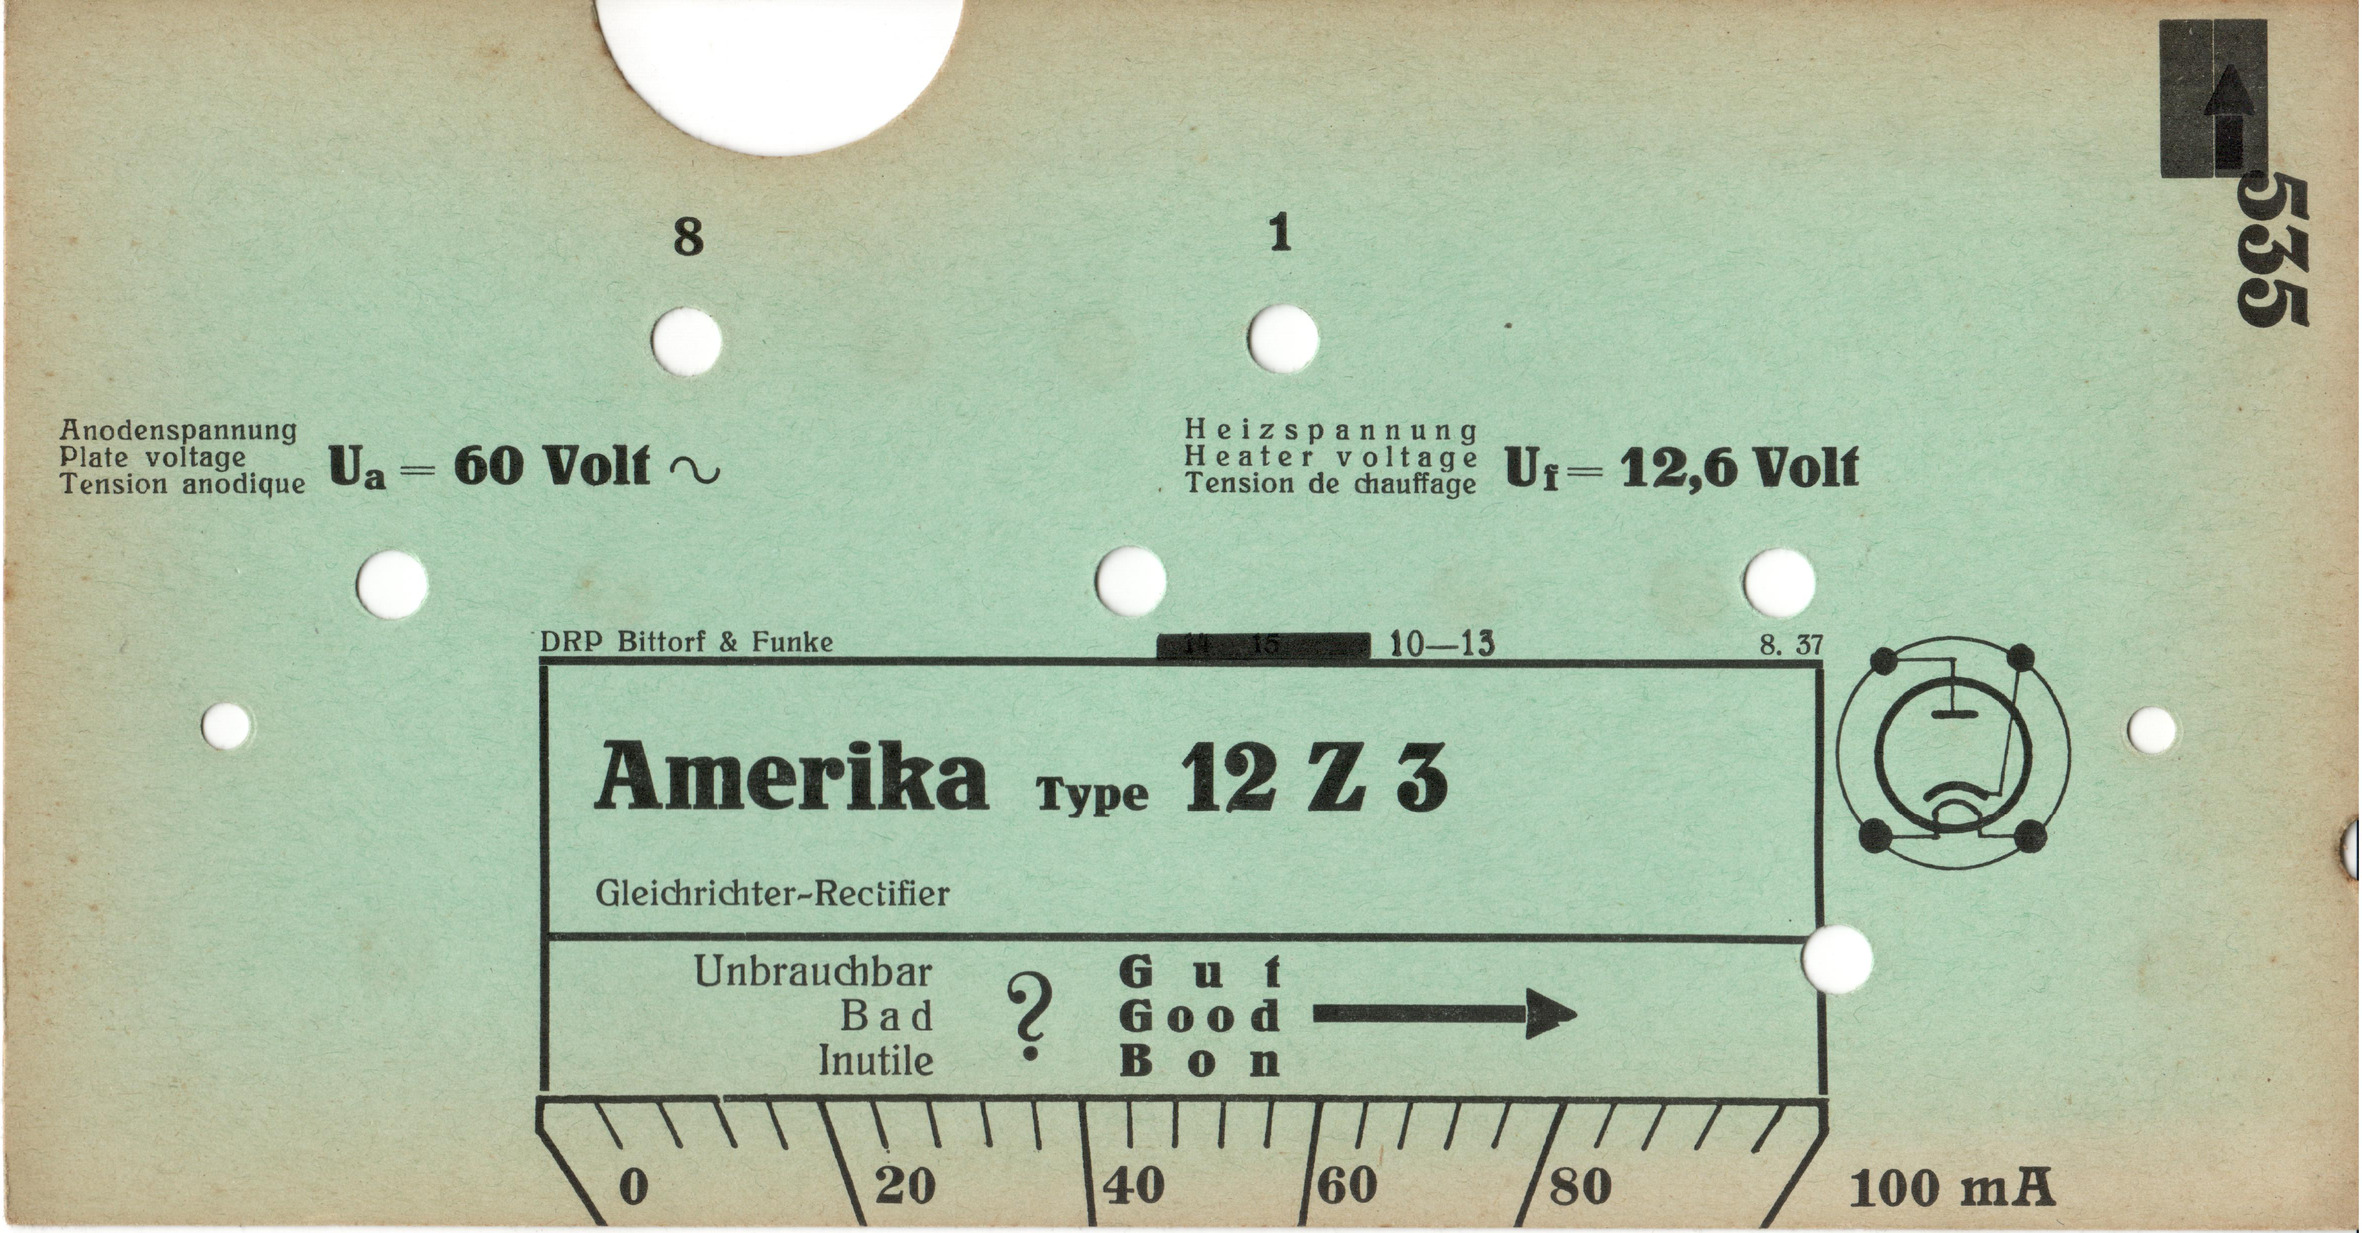 535
8 1
Anodenspannung
Plate voltage
Tension anodique
Ua = 60 Volt ~
Heizspannung
Heater voltage
Tension de chauffage
Uf = 12,6 Volt
DRP Bittorf & Funke 14 15 10—13 8. 37
Amerika Type 12 Z 3
Gleichrichter-Rectifier
Unbrauchbar
Bad
Inutile
?
Gut
Good
Bon
0 20 40 60 80 100 mA